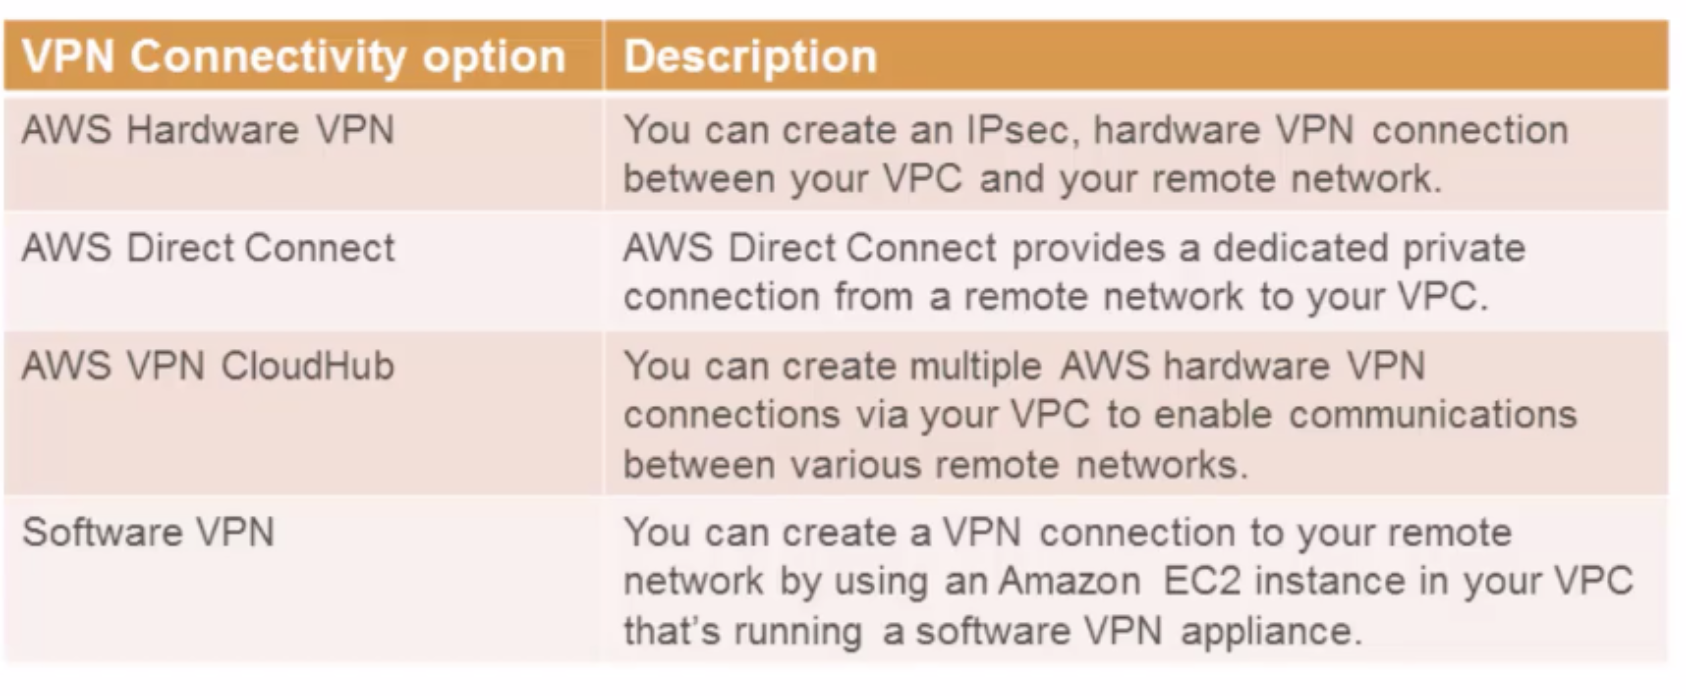 VPN Connectivity option
Description
AWS Hardware VPN
You can create an IPsec, hardware VPN connection
between your VPC and your remote network.
AWS Direct Connect
AWS Direct Connect provides a dedicated private
connection from a remote network to your VPC.
AWS VPN CloudHub
You can create multiple AWS hardware VPN
connections via your VPC to enable communications
between various remote networks.
Software VPN
You can create a VPN connection to your remote
network by using an Amazon EC2 instance in your VPC
that's running a software VPN appliance.